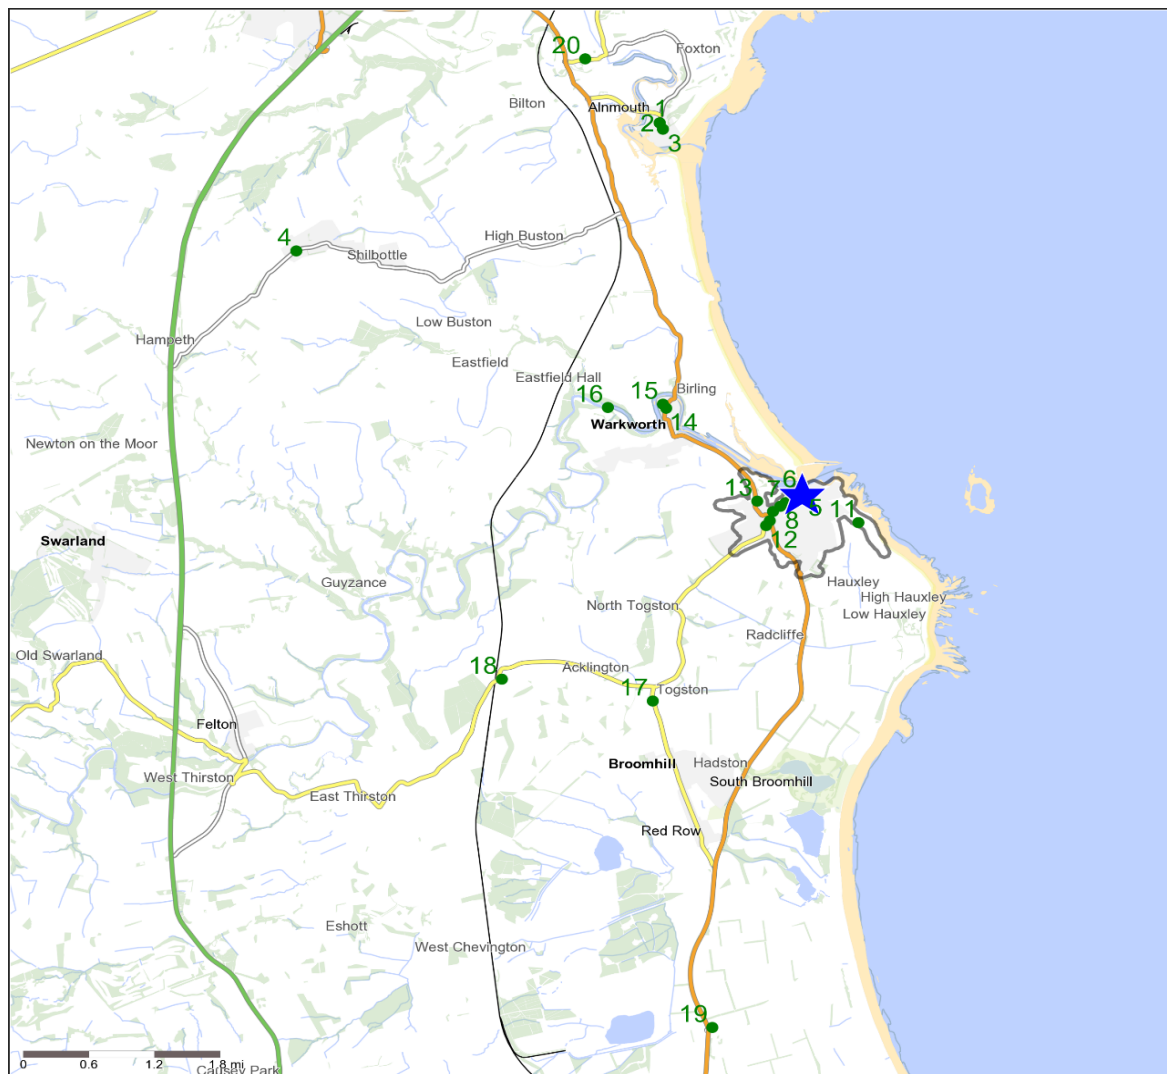 20
Foxton
Bilton
Alnmouth
1
2
3
4
High Buston
Shilbottle
Low Buston
Hampeth
Eastfield
Eastfield Hall
15
Birling
16
14
Warkworth
Newton on the Moor
6
13
7
5
11
8
12
Swarland
Guyzance
Hauxley
High Hauxley
North Togston
Low Hauxley
Radcliffe
Old Swarland
18
Acklington
17
Togston
Felton
Broomhill
Hadston
West Thirston
South Broomhill
East Thirston
Red Row
Eshott
West Chevington
19
0 0.6 1.2 1.8 mi
Causey Park